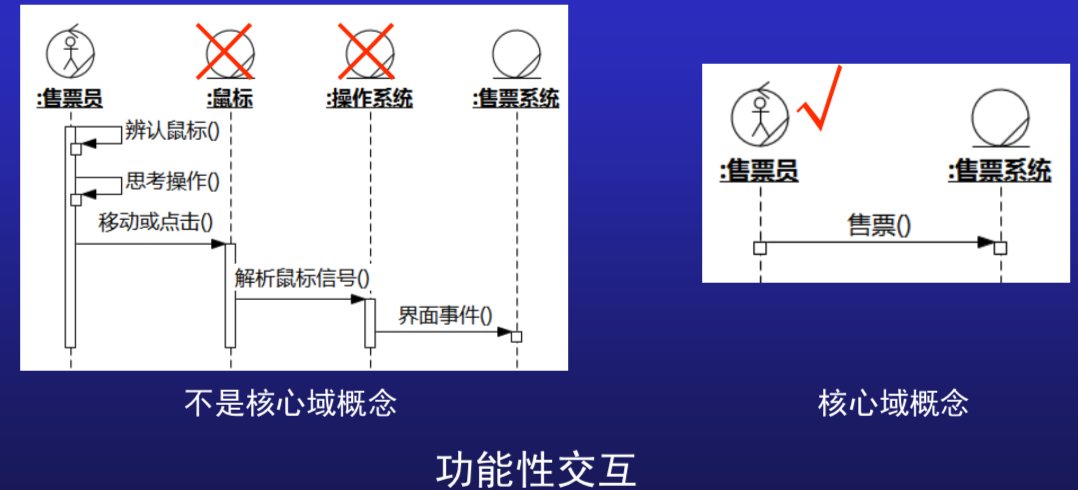 :售票员
:鼠标
:操作系统
:售票系统
辨认鼠标()
思考操作()
移动或点击()
解析鼠标信号()
界面事件()
不是核心域概念
:售票员
:售票系统
售票()
核心域概念
功能性交互